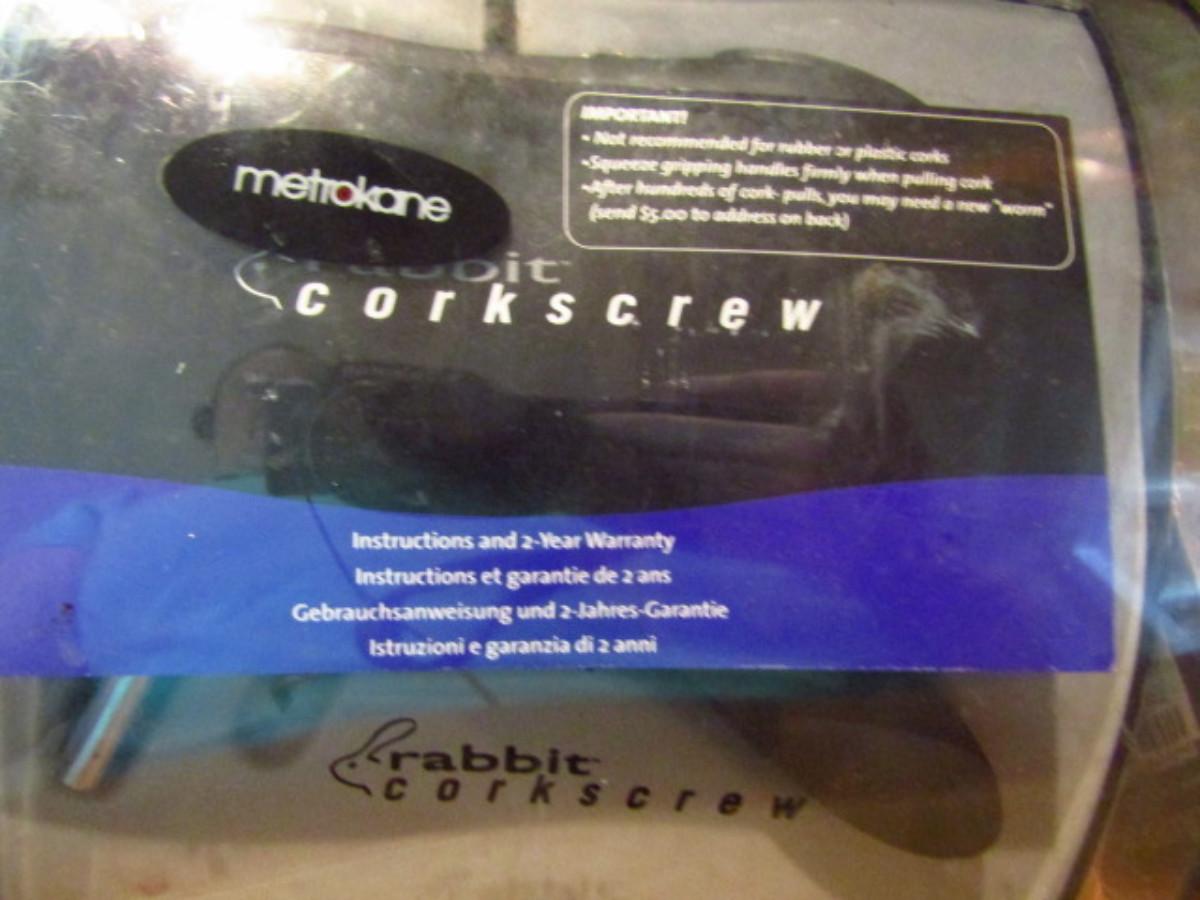 metrokane
IMPORTANT!
• Not recommended for rubber or plastic corks
•Squeeze gripping handles firmly when pulling cork
•After hundreds of cork- pulls, you may need a new "worm"
(send $5.00 to address on back)
rabbit™
corkscrew
Instructions and 2-Year Warranty
Instructions et garantie de 2 ans
Gebrauchsanweisung und 2-Jahres-Garantie
Istruzioni e garanzia di 2 anni
rabbit™
corkscrew